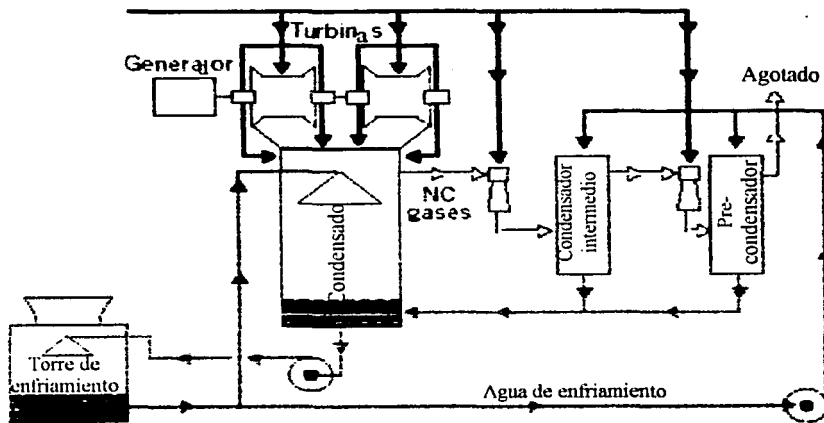 Turbinas
Generador
Agotado
NC
gases
Condensado
Condensador
intermedio
Pre-
condensador
Torre de
enfriamiento
Agua de enfriamiento